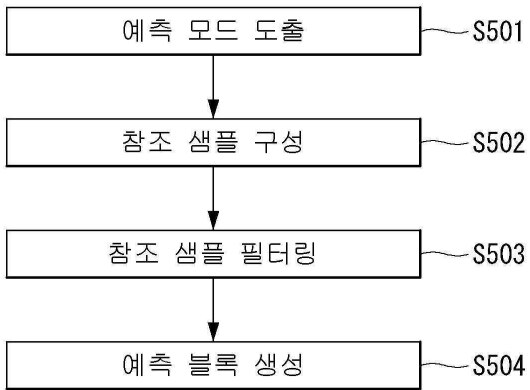 예측 모드 도출 S501
참조 샘플 구성 S502
참조 샘플 필터링 S503
예측 블록 생성 S504